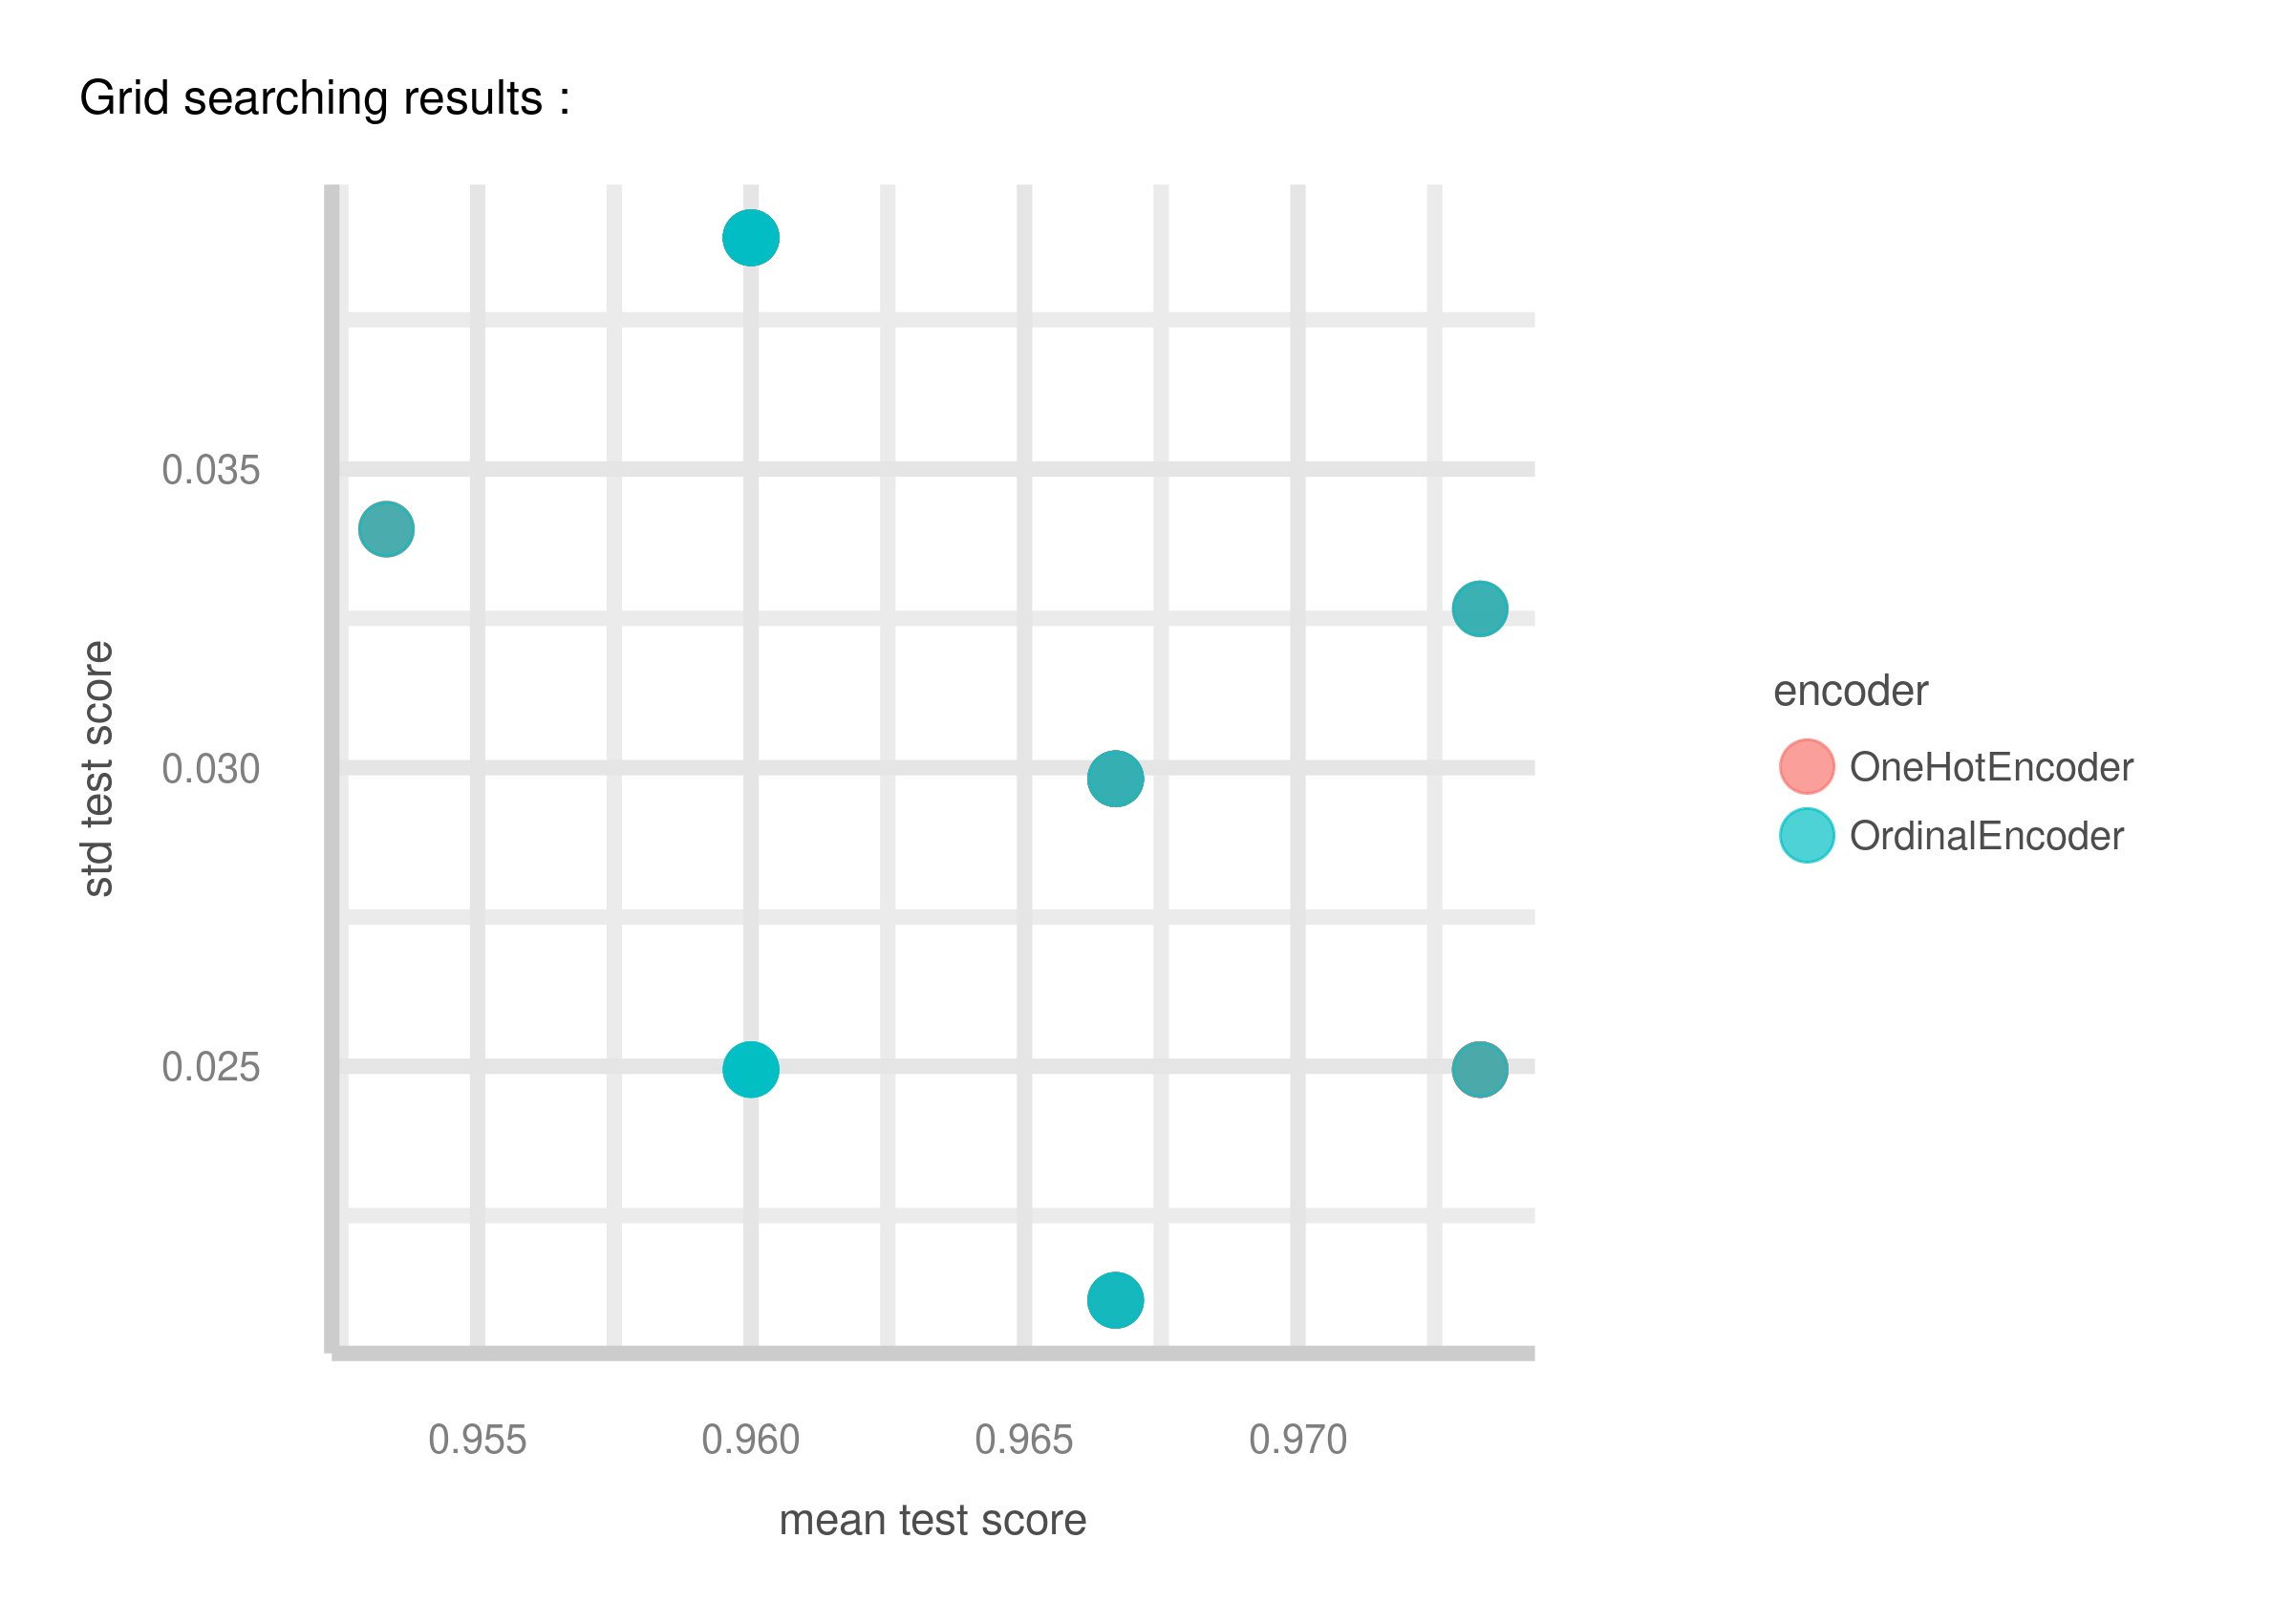 Grid searching results :
0.035
0.030
0.025
std test score
0.955
0.960
0.965
0.970
mean test score
encoder
OneHotEncoder
OrdinalEncoder